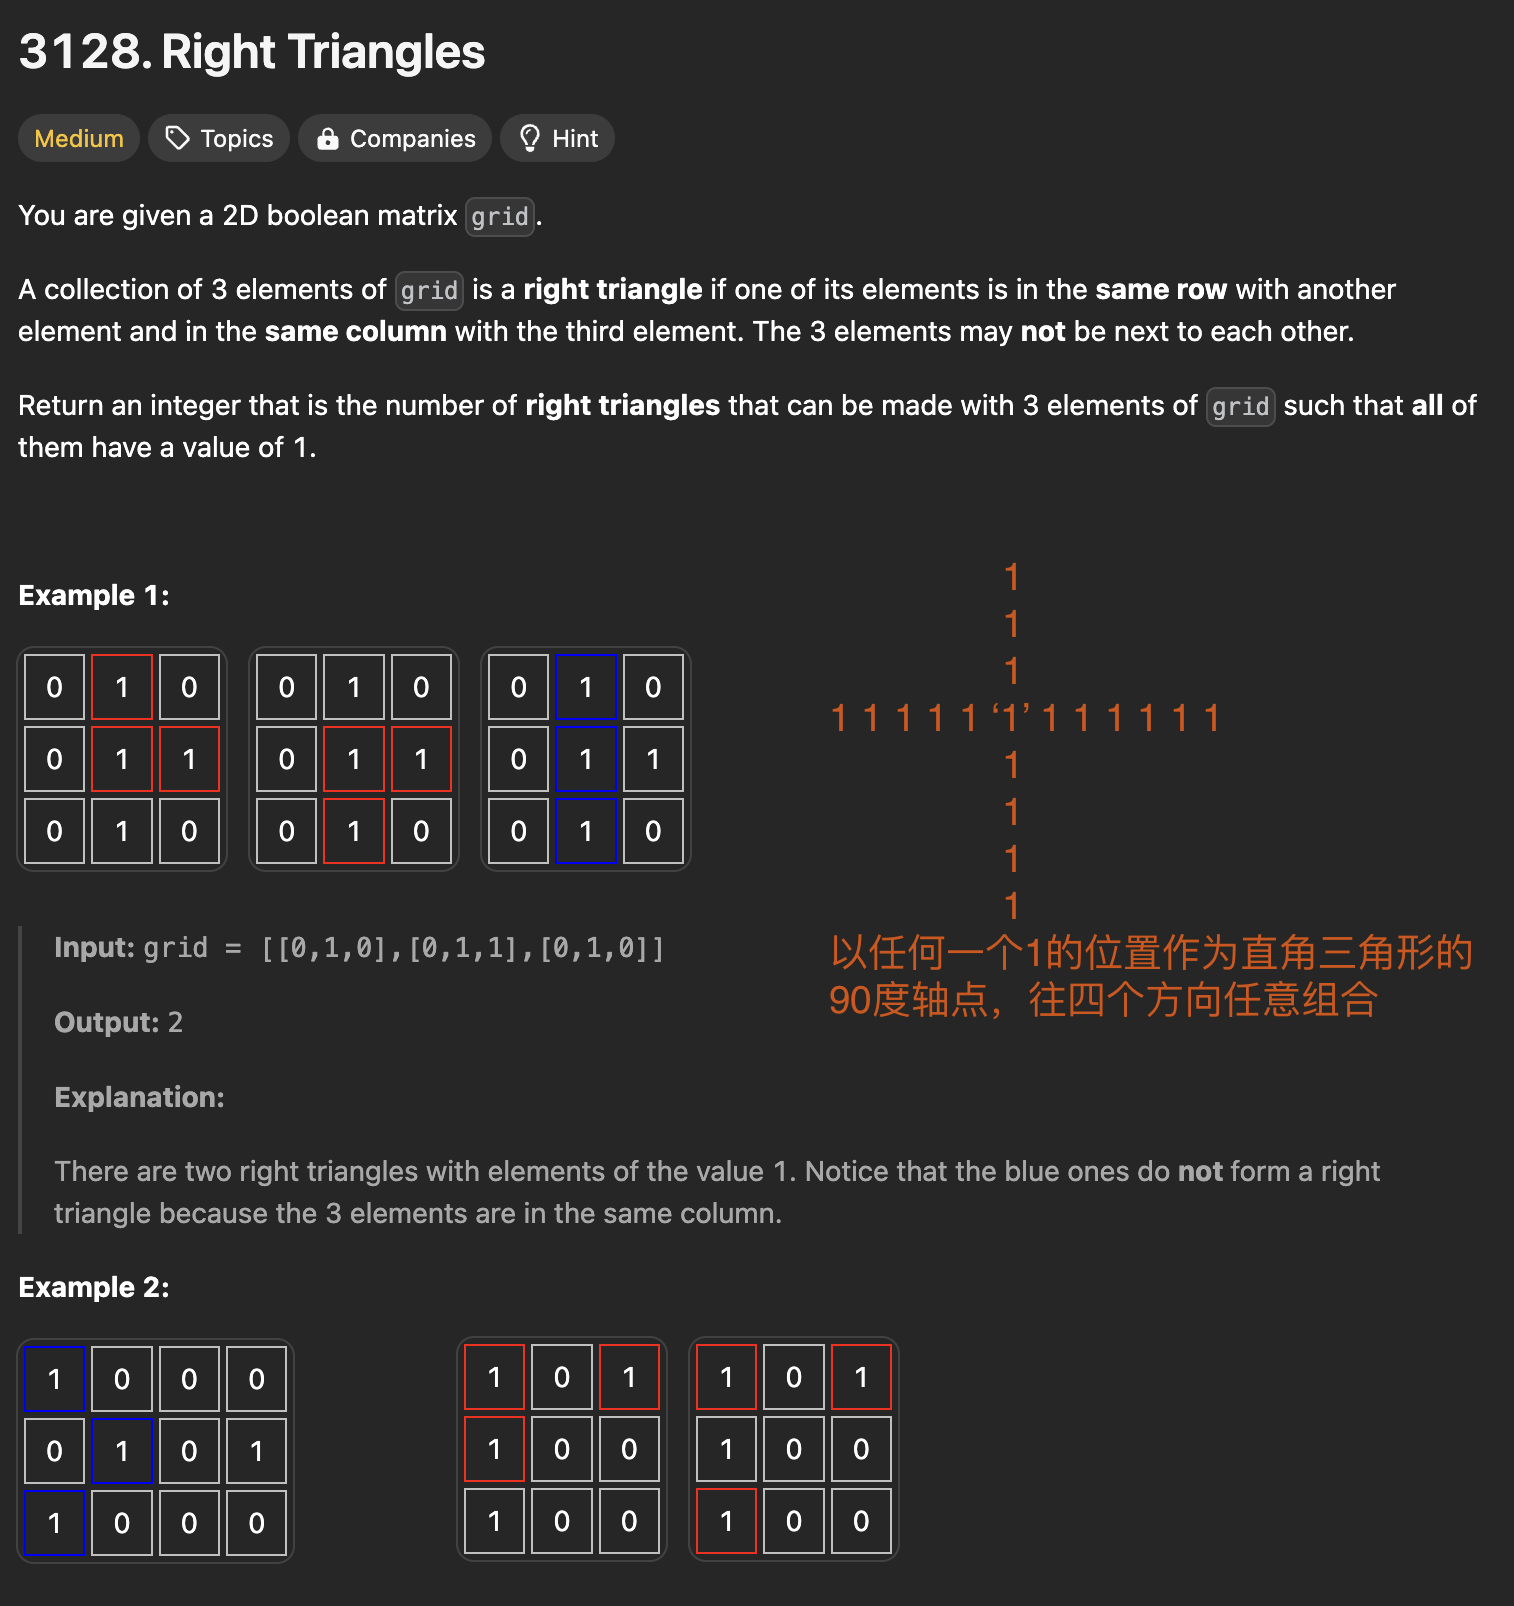 3128. Right Triangles
Medium Topics Companies Hint
You are given a 2D boolean matrix grid.
A collection of 3 elements of grid is a right triangle if one of its elements is in the same row with another
element and in the same column with the third element. The 3 elements may not be next to each other.
Return an integer that is the number of right triangles that can be made with 3 elements of grid such that all of
them have a value of 1.
Example 1:
0 1 0 0 1 0 0 1 0
0 1 1 0 1 1 0 1 1
0 1 0 0 1 0 0 1 0
1
1
1
1 1 1 1 1 ‘1’ 1 1 1 1 1 1
1
1
1
1
以任何一个1的位置作为直角三角形的
90度轴点，往四个方向任意组合
Input: grid = [[0,1,0],[0,1,1],[0,1,0]]
Output: 2
Explanation:
There are two right triangles with elements of the value 1. Notice that the blue ones do not form a right
triangle because the 3 elements are in the same column.
Example 2:
1 0 0 0 1 0 1 1 0 1
0 1 0 1 1 0 0 1 0 0
1 0 0 0 1 0 0 1 0 0